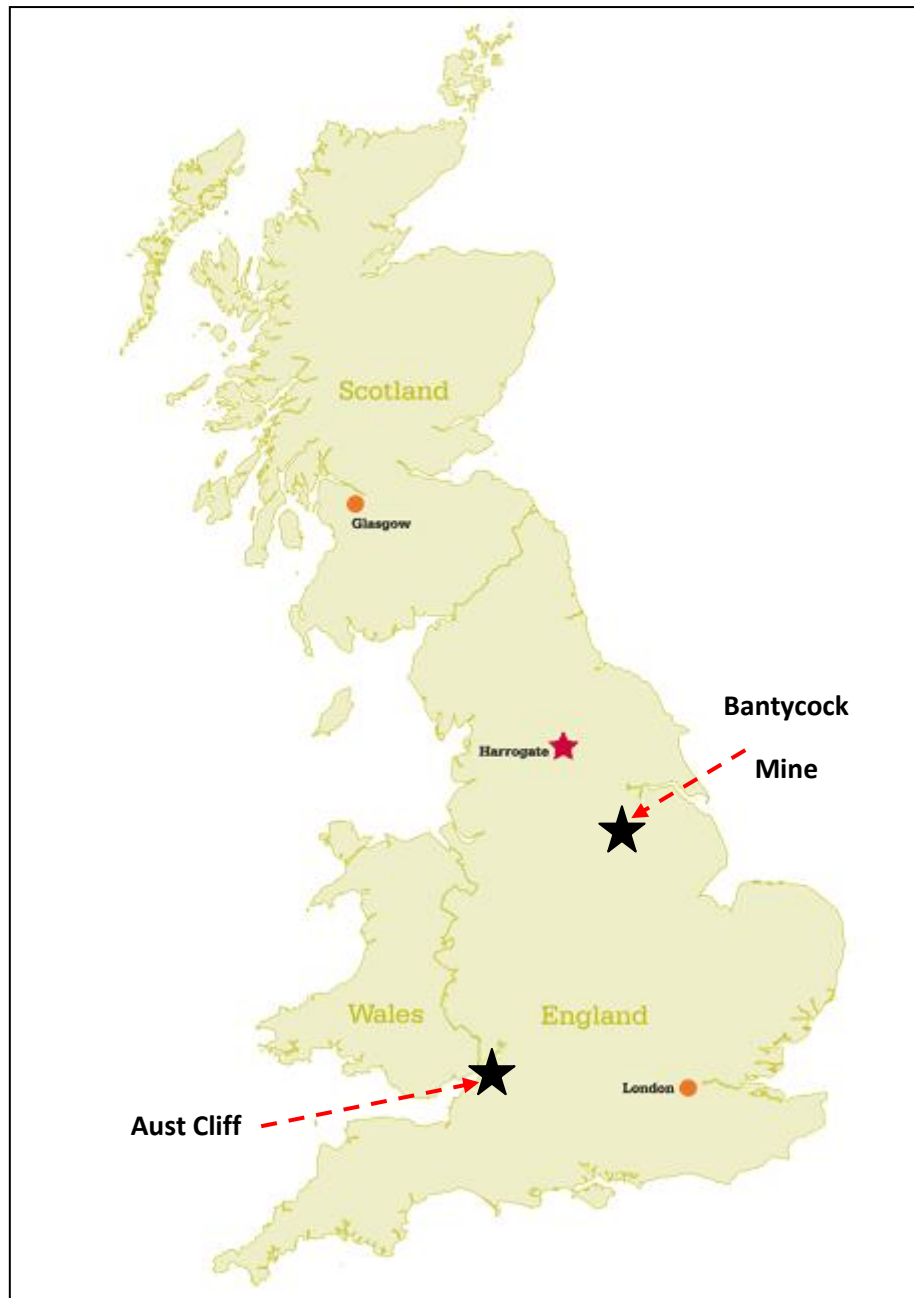 Scotland
Glasgow
Bantycock
Harrogate
Mine
Wales
England
London
Aust Cliff